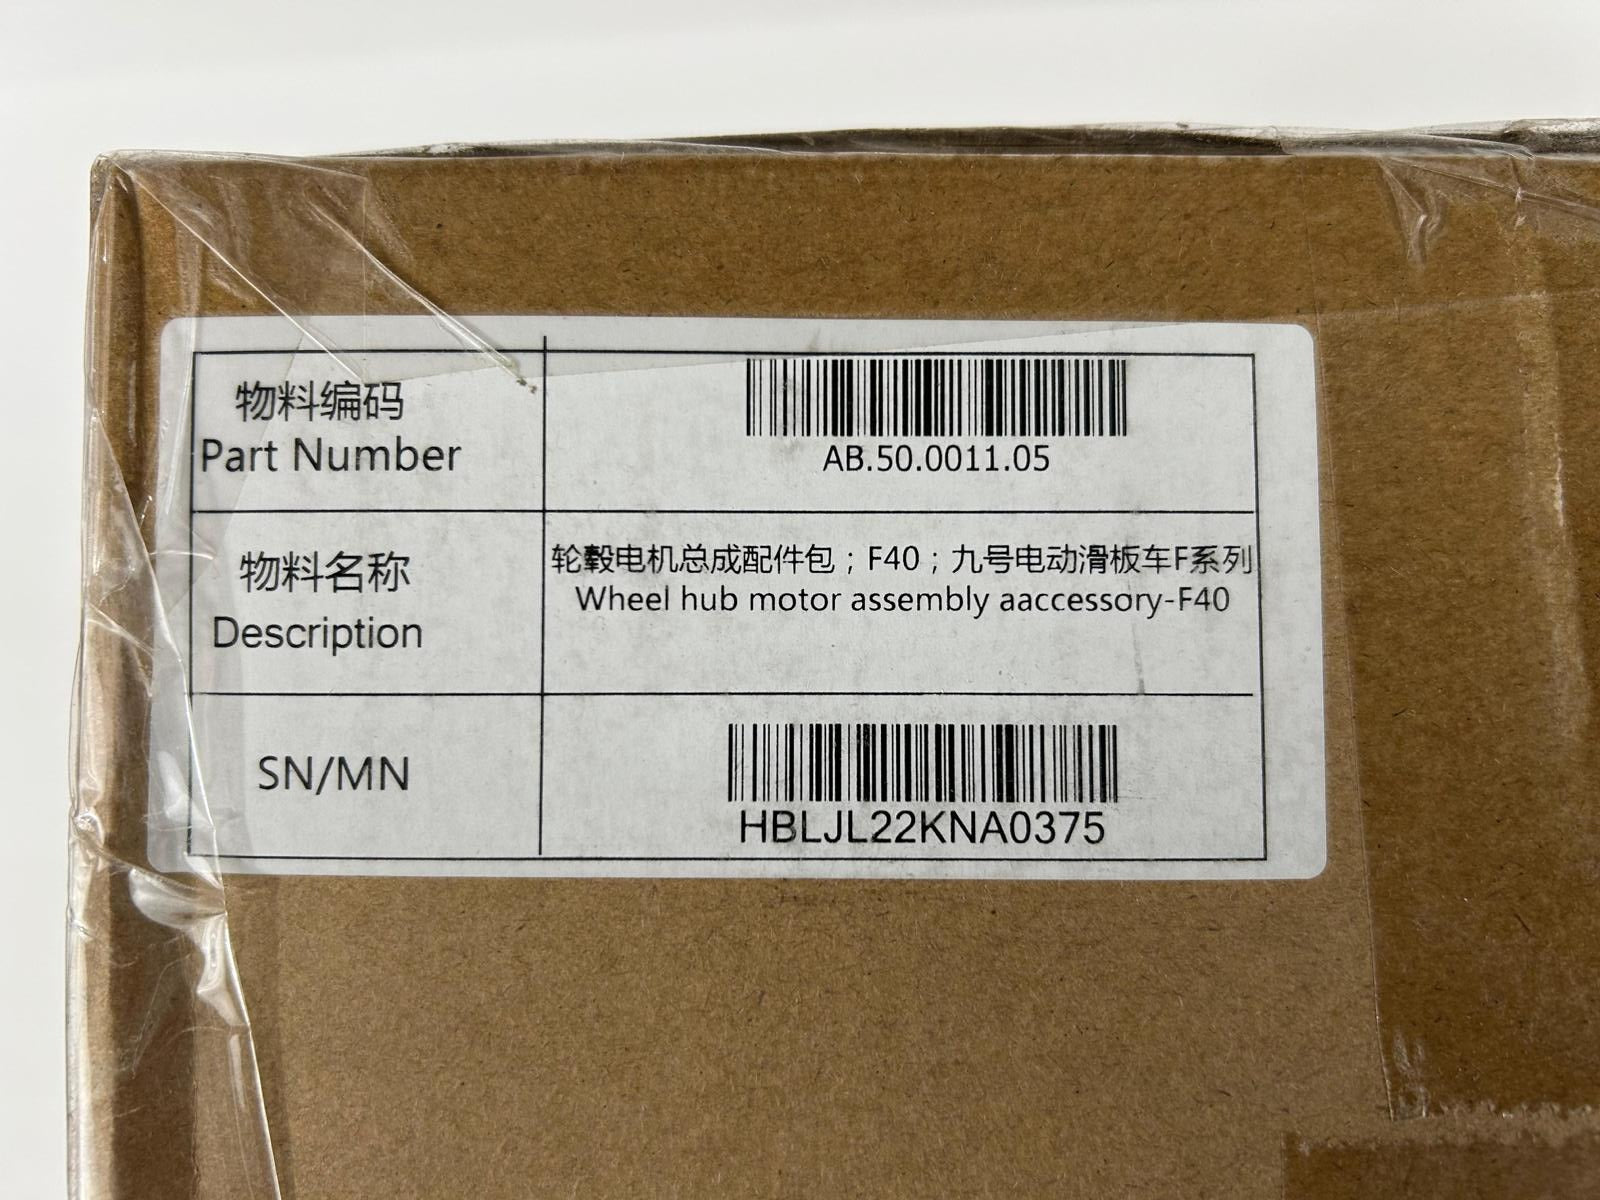 物料编码
Part Number
AB.50.0011.05
物料名称
Description
轮毂电机总成配件包；F40；九号电动滑板车F系列
Wheel hub motor assembly aaccessory-F40
SN/MN
HBLJL22KNA0375